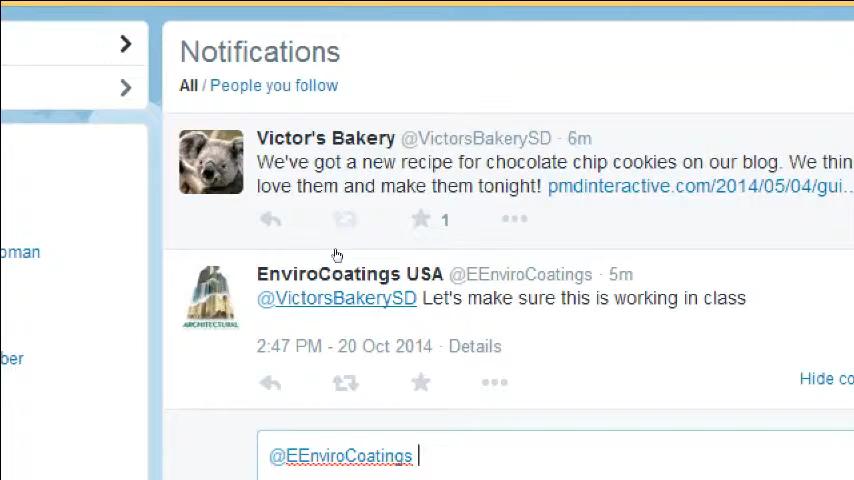 Notifications
All / People you follow
Victor's Bakery @VictorsBakerySD · 6m
We've got a new recipe for chocolate chip cookies on our blog. We thin
love them and make them tonight! pmdinteractive.com/2014/05/04/gui...
1
oman
EnviroCoatings USA @EEnviroCoatings · 5m
@VictorsBakerySD Let's make sure this is working in class
ARCHITECTURAL
2:47 PM - 20 Oct 2014 · Details
ber
Hide co
@EEnviroCoatings